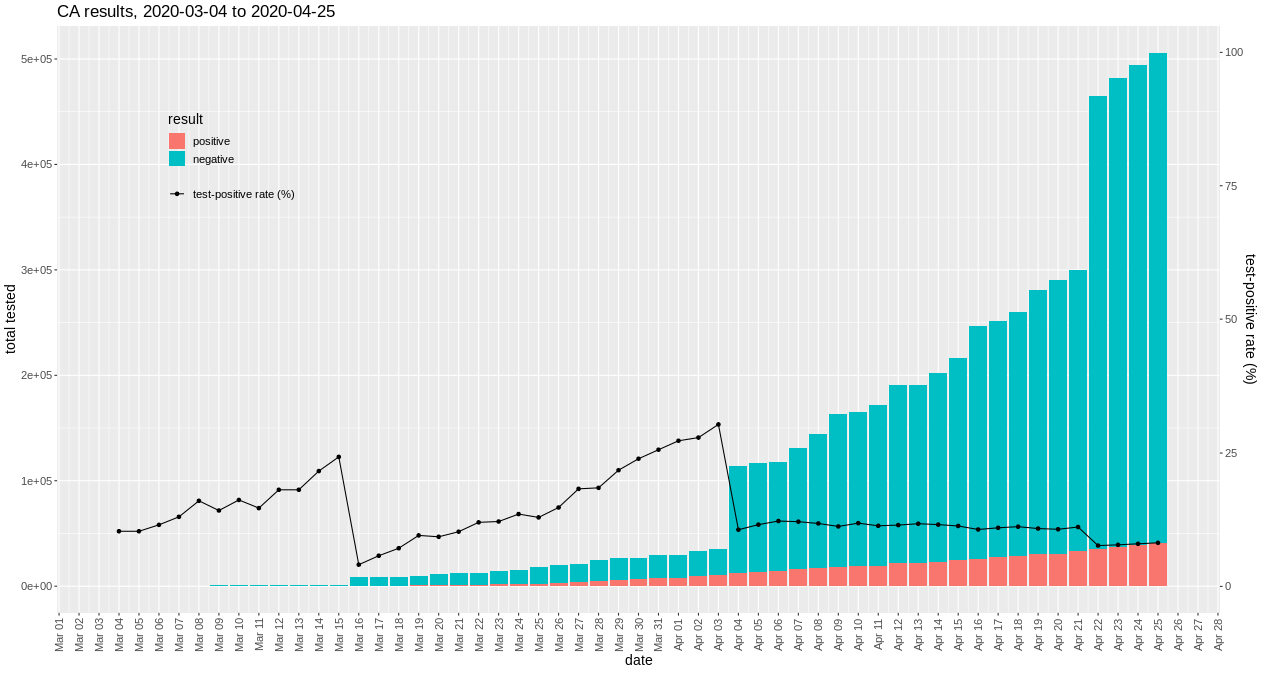 CA results, 2020-03-04 to 2020-04-25
5e+05
4e+05
3e+05
2e+05
1e+05
0e+00
total tested
result
positive
negative
test-positive rate (%)
100
75
50
25
0
test-positive rate (%)
Mar 01
Mar 02
Mar 03
Mar 04
Mar 05
Mar 06
Mar 07
Mar 08
Mar 09
Mar 10
Mar 11
Mar 12
Mar 13
Mar 14
Mar 15
Mar 16
Mar 17
Mar 18
Mar 19
Mar 20
Mar 21
Mar 22
Mar 23
Mar 24
Mar 25
Mar 26
Mar 27
Mar 28
Mar 29
Mar 30
Mar 31
Apr 01
Apr 02
Apr 03
Apr 04
Apr 05
Apr 06
Apr 07
Apr 08
Apr 09
Apr 10
Apr 11
Apr 12
Apr 13
Apr 14
Apr 15
Apr 16
Apr 17
Apr 18
Apr 19
Apr 20
Apr 21
Apr 22
Apr 23
Apr 24
Apr 25
Apr 26
Apr 27
Apr 28
date